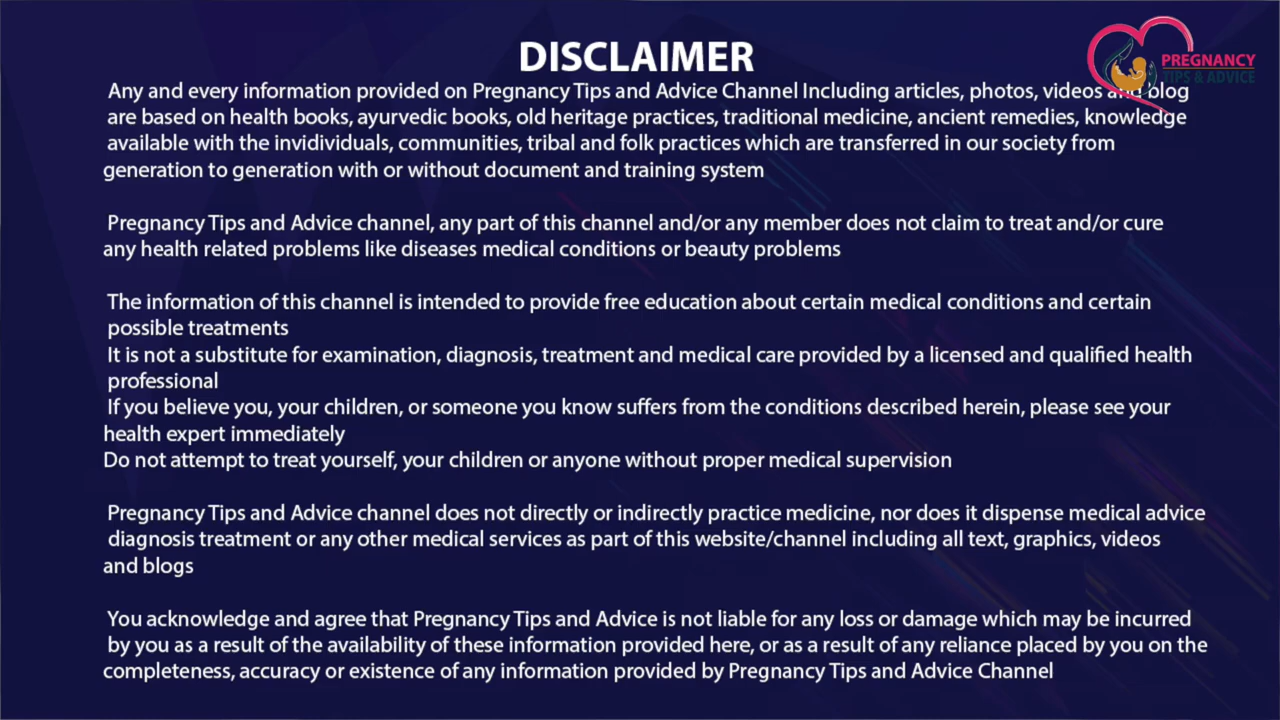 DISCLAIMER
PREGNANCY
TIPS & ADVICE
Any and every information provided on Pregnancy Tips and Advice Channel Including articles, photos, videos and blog
are based on health books, ayurvedic books, old heritage practices, traditional medicine, ancient remedies, knowledge
available with the invidividuals, communities, tribal and folk practices which are transferred in our society from
generation to generation with or without document and training system
Pregnancy Tips and Advice channel, any part of this channel and/or any member does not claim to treat and/or cure
any health related problems like diseases medical conditions or beauty problems
The information of this channel is intended to provide free education about certain medical conditions and certain
possible treatments
It is not a substitute for examination, diagnosis, treatment and medical care provided by a licensed and qualified health
professional
If you believe you, your children, or someone you know suffers from the conditions described herein, please see your
health expert immediately
Do not attempt to treat yourself, your children or anyone without proper medical supervision
Pregnancy Tips and Advice channel does not directly or indirectly practice medicine, nor does it dispense medical advice
diagnosis treatment or any other medical services as part of this website/channel including all text, graphics, videos
and blogs
You acknowledge and agree that Pregnancy Tips and Advice is not liable for any loss or damage which may be incurred
by you as a result of the availability of these information provided here, or as a result of any reliance placed by you on the
completeness, accuracy or existence of any information provided by Pregnancy Tips and Advice Channel